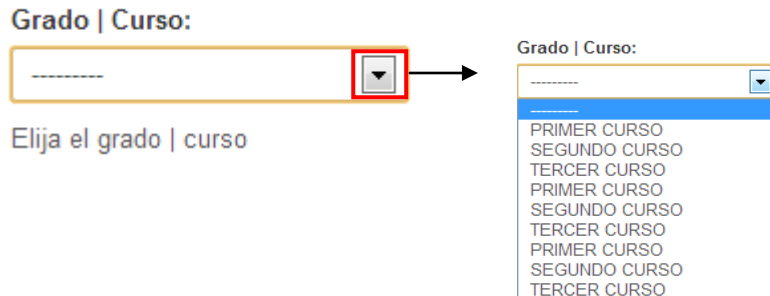 Grado | Curso:
---------
Elija el grado | curso
Grado | Curso:
---------
---------
PRIMER CURSO
SEGUNDO CURSO
TERCER CURSO
PRIMER CURSO
SEGUNDO CURSO
TERCER CURSO
PRIMER CURSO
SEGUNDO CURSO
TERCER CURSO